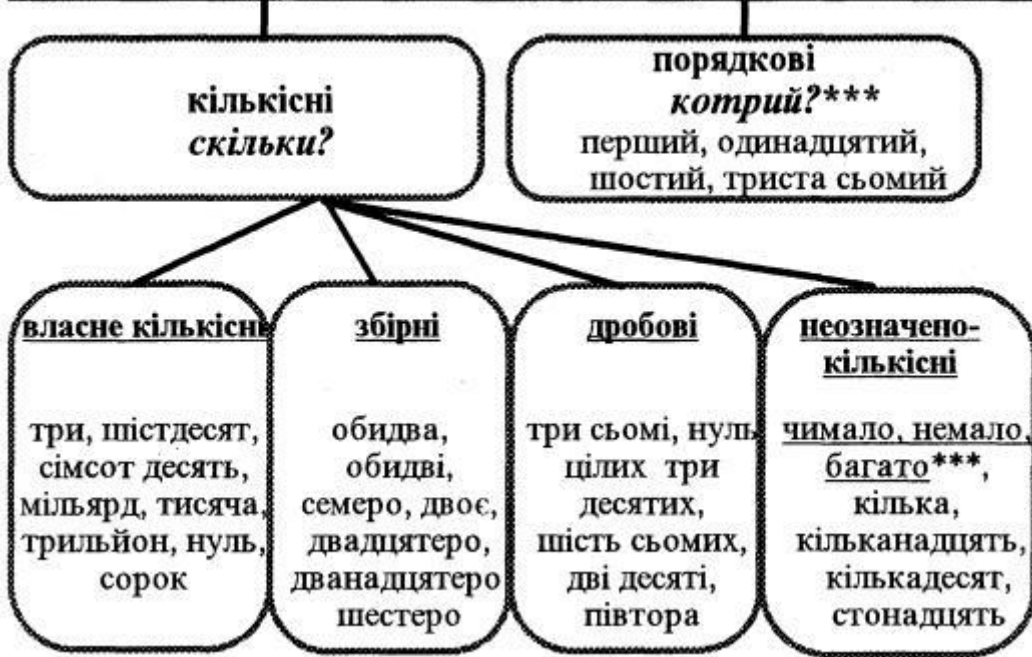 кількісні
скільки?
порядкові
котрий?***
перший, одинадцятий,
шостий, триста сьомий
власне кількісні
три, шістдесят,
сімсот десять,
мільярд, тисяча,
трильйон, нуль,
сорок
збірні
обидва,
обидві,
семеро, двоє,
двадцятеро,
дванадцятеро
шестеро
дробові
три сьомі, нуль
цілих три
десятих,
шість сьомих,
дві десяті,
півтора
неозначено-
кількісні
чимало, немало,
багато***,
кілька,
кільканадцять,
кількадесят,
стонадцять